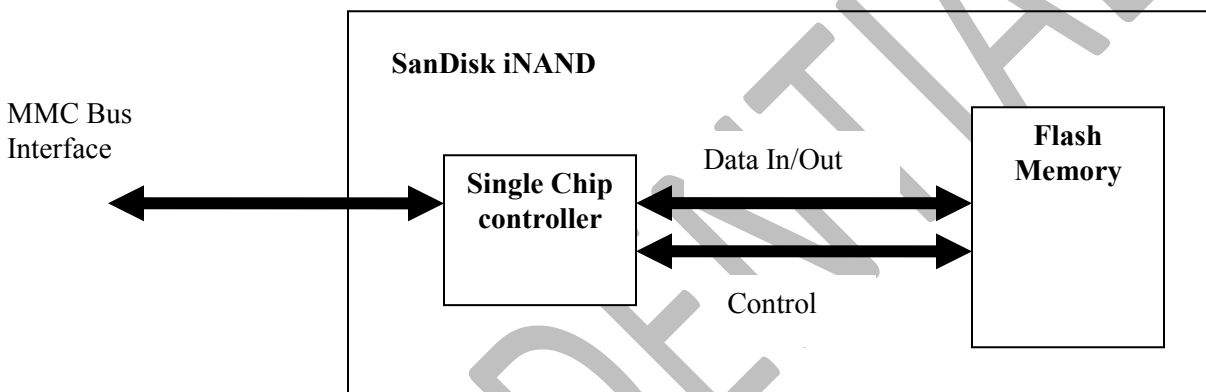 SanDisk iNAND
MMC Bus
Interface
Single Chip
controller
Data In/Out
Control
Flash
Memory